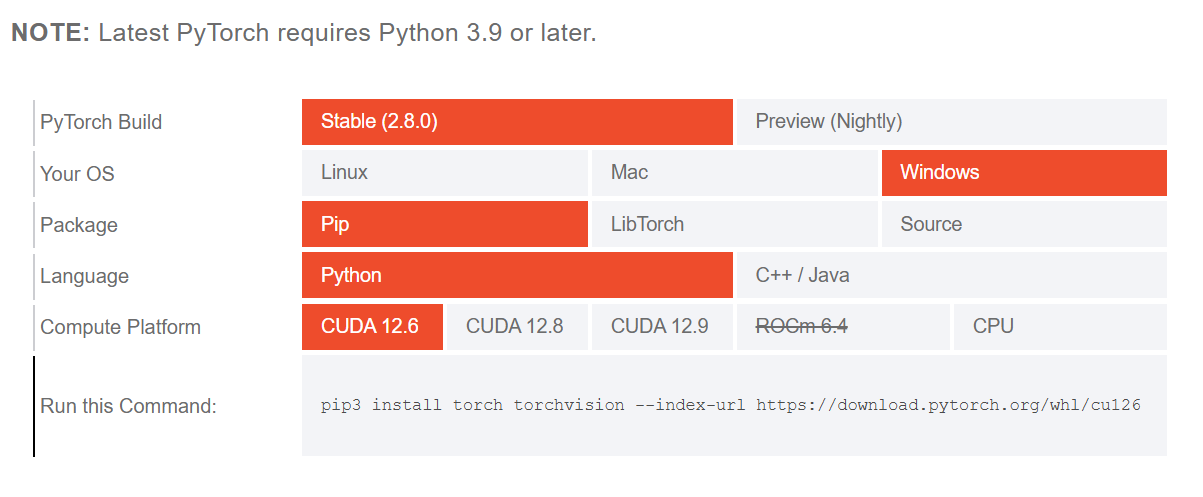 NOTE: Latest PyTorch requires Python 3.9 or later.
PyTorch Build Stable (2.8.0) Preview (Nightly)
Your OS Linux Mac Windows
Package Pip LibTorch Source
Language Python C++ / Java
Compute Platform CUDA 12.6 CUDA 12.8 CUDA 12.9 ROCm 6.4 CPU
Run this Command: pip3 install torch torchvision --index-url https://download.pytorch.org/whl/cu126